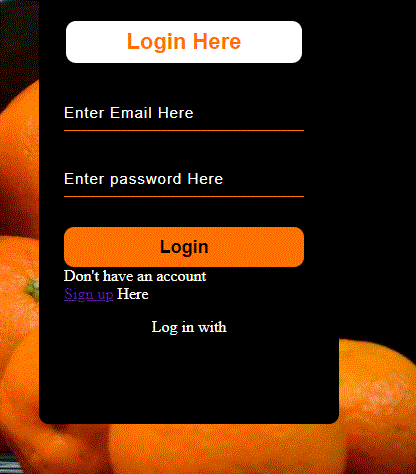 Login Here
Enter Email Here
Enter password Here
Login
Don't have an account
Sign up Here
Log in with